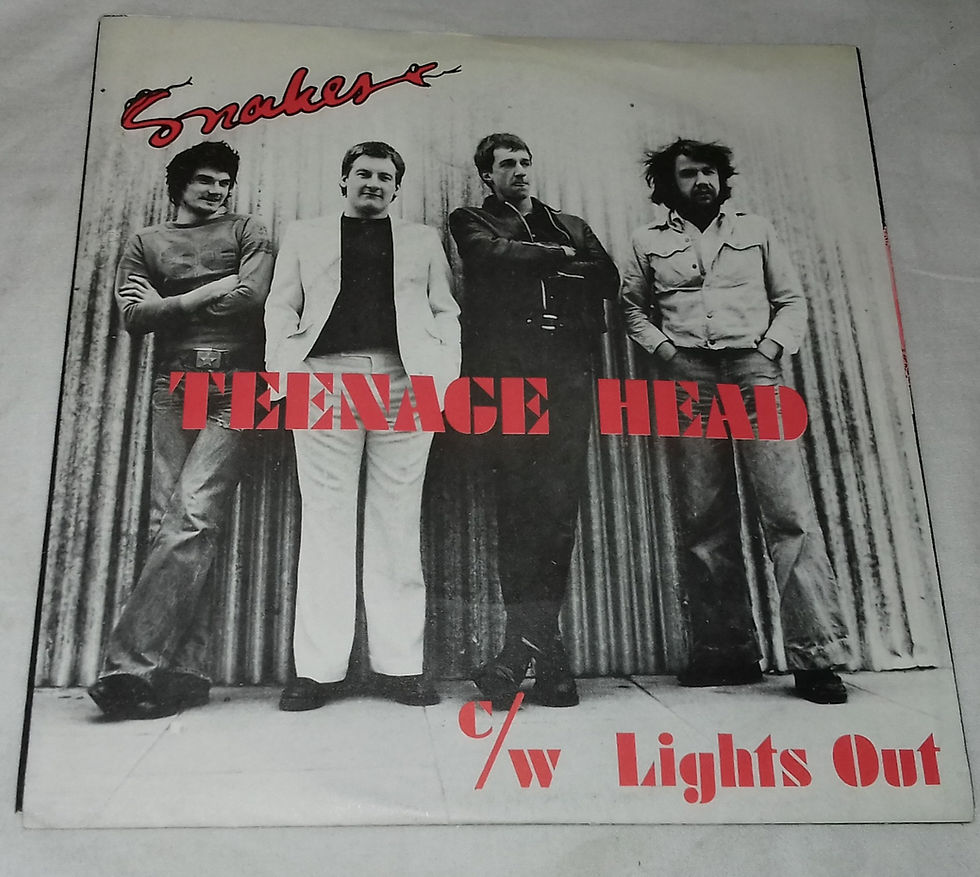 Snakes
TEENAGE HEAD
c/w Lights Out